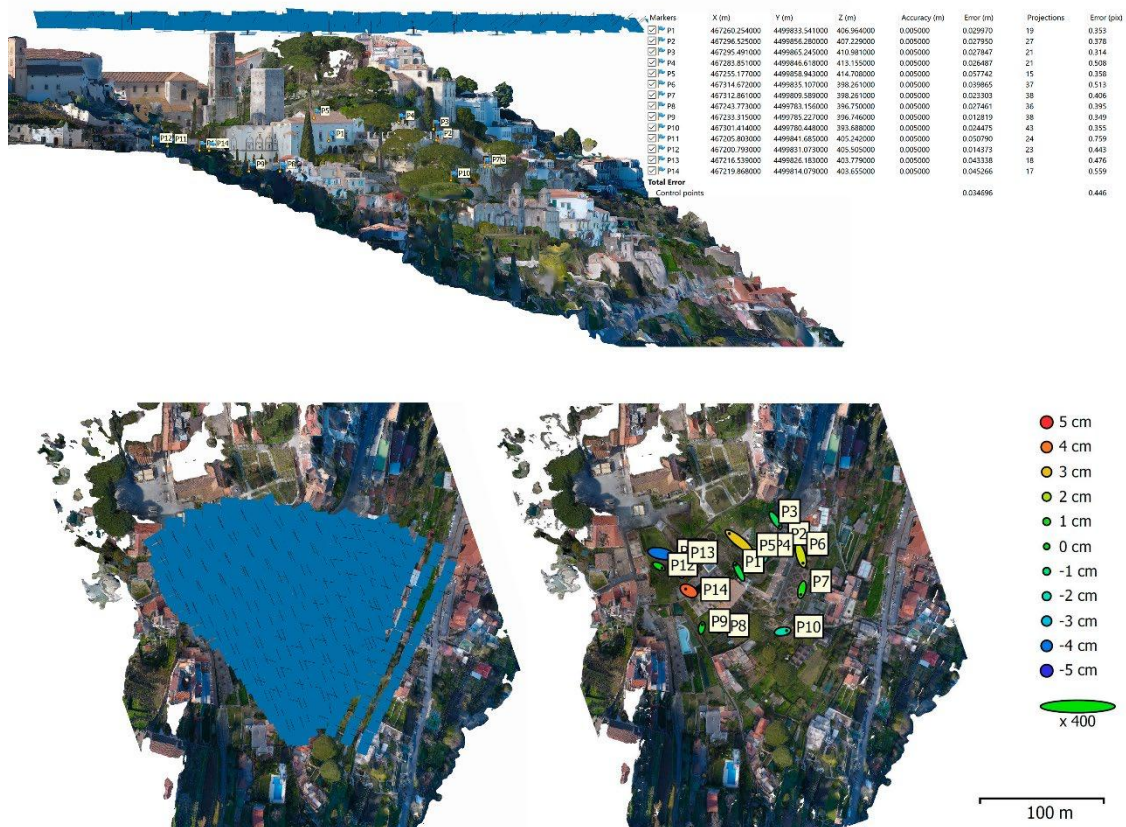 Markers X (m) Y (m) Z (m) Accuracy (m) Error (m) Projections Error (pix)
P1 467260.254000 4499833.541000 406.964000 0.005000 0.029970 19 0.353
P2 467296.525000 4499856.280000 407.229000 0.005000 0.027950 27 0.378
P3 467295.491000 4499865.245000 410.981000 0.005000 0.027847 21 0.314
P4 467283.851000 4499846.618000 413.155000 0.005000 0.026487 21 0.508
P5 467255.177000 4499858.943000 414.708000 0.005000 0.057742 15 0.358
P6 467314.672000 4499835.107000 398.261000 0.005000 0.039865 37 0.513
P7 467312.861000 4499809.589000 398.261000 0.005000 0.023303 38 0.406
P8 467243.773000 4499783.156000 396.750000 0.005000 0.027461 36 0.395
P9 467233.315000 4499785.227000 396.746000 0.005000 0.012819 38 0.349
P10 467301.414000 4499780.448000 393.688000 0.005000 0.024475 43 0.355
P11 467205.803000 4499841.685000 405.242000 0.005000 0.050790 24 0.759
P12 467200.793000 4499831.073000 405.505000 0.005000 0.014373 23 0.443
P13 467216.539000 4499826.183000 403.779000 0.005000 0.043338 18 0.476
P14 467219.868000 4499814.079000 403.655000 0.005000 0.045266 17 0.559
Total Error
Control points 0.034696 0.446
P5
P4
P3
P1
P2
P12
P11
P14
P9
P8
P10
P3
P2
P5
P4
P6
P13
P12
P1
P7
P14
P9
P8
P10
5 cm
4 cm
3 cm
2 cm
1 cm
0 cm
-1 cm
-2 cm
-3 cm
-4 cm
-5 cm
x 400
100 m